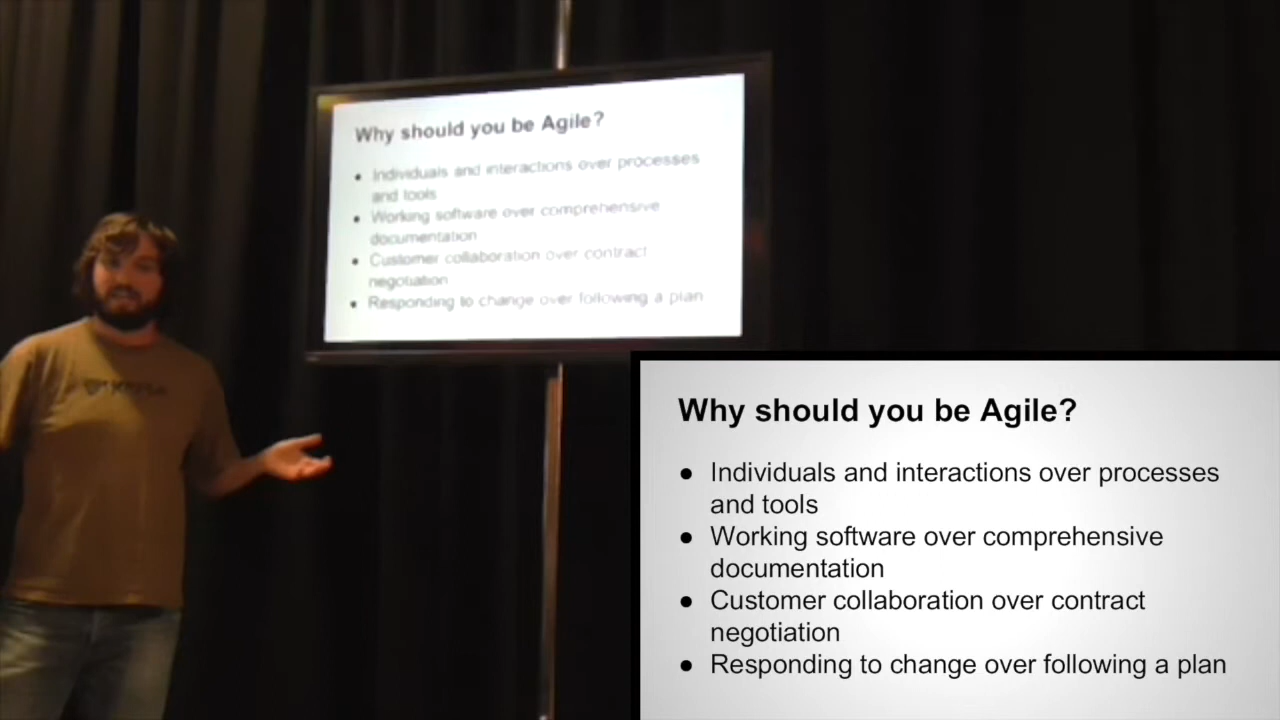 Why should you be Agile?
● Individuals and interactions over processes
and tools
● Working software over comprehensive
documentation
● Customer collaboration over contract
negotiation
● Responding to change over following a plan
Why should you be Agile?
● Individuals and interactions over processes
and tools
● Working software over comprehensive
documentation
● Customer collaboration over contract
negotiation
● Responding to change over following a plan